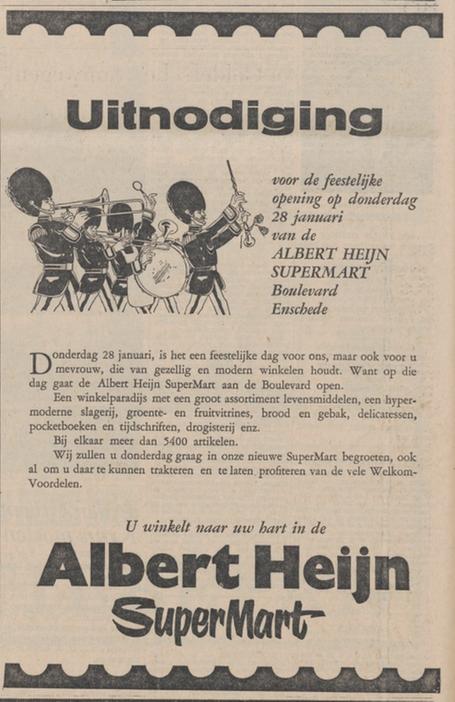 Uitnodiging
voor de feestelijke
opening op donderdag
28 januari
van de
ALBERT HEIJN
SUPERMART
Boulevard
Enschede
Donderdag 28 januari, is het een feestelijke dag voor ons, maar ook voor u
mevrouw, die van gezellig en modern winkelen houdt. Want op die
dag gaat de Albert Heijn SuperMart aan de Boulevard open.
Een winkelparadijs met een groot assortiment levensmiddelen, een hyper-
moderne slagerij, groente- en fruitvitrines, brood en gebak, delicatessen,
pocketboeken en tijdschriften, drogisterij enz.
Bij elkaar meer dan 5400 artikelen.
Wij zullen u donderdag graag in onze nieuwe SuperMart begroeten, ook
al om u daar te kunnen trakteren en te laten profiteren van de vele Welkom-
Voordelen.
U winkelt naar uw hart in de
Albert Heijn
SuperMart